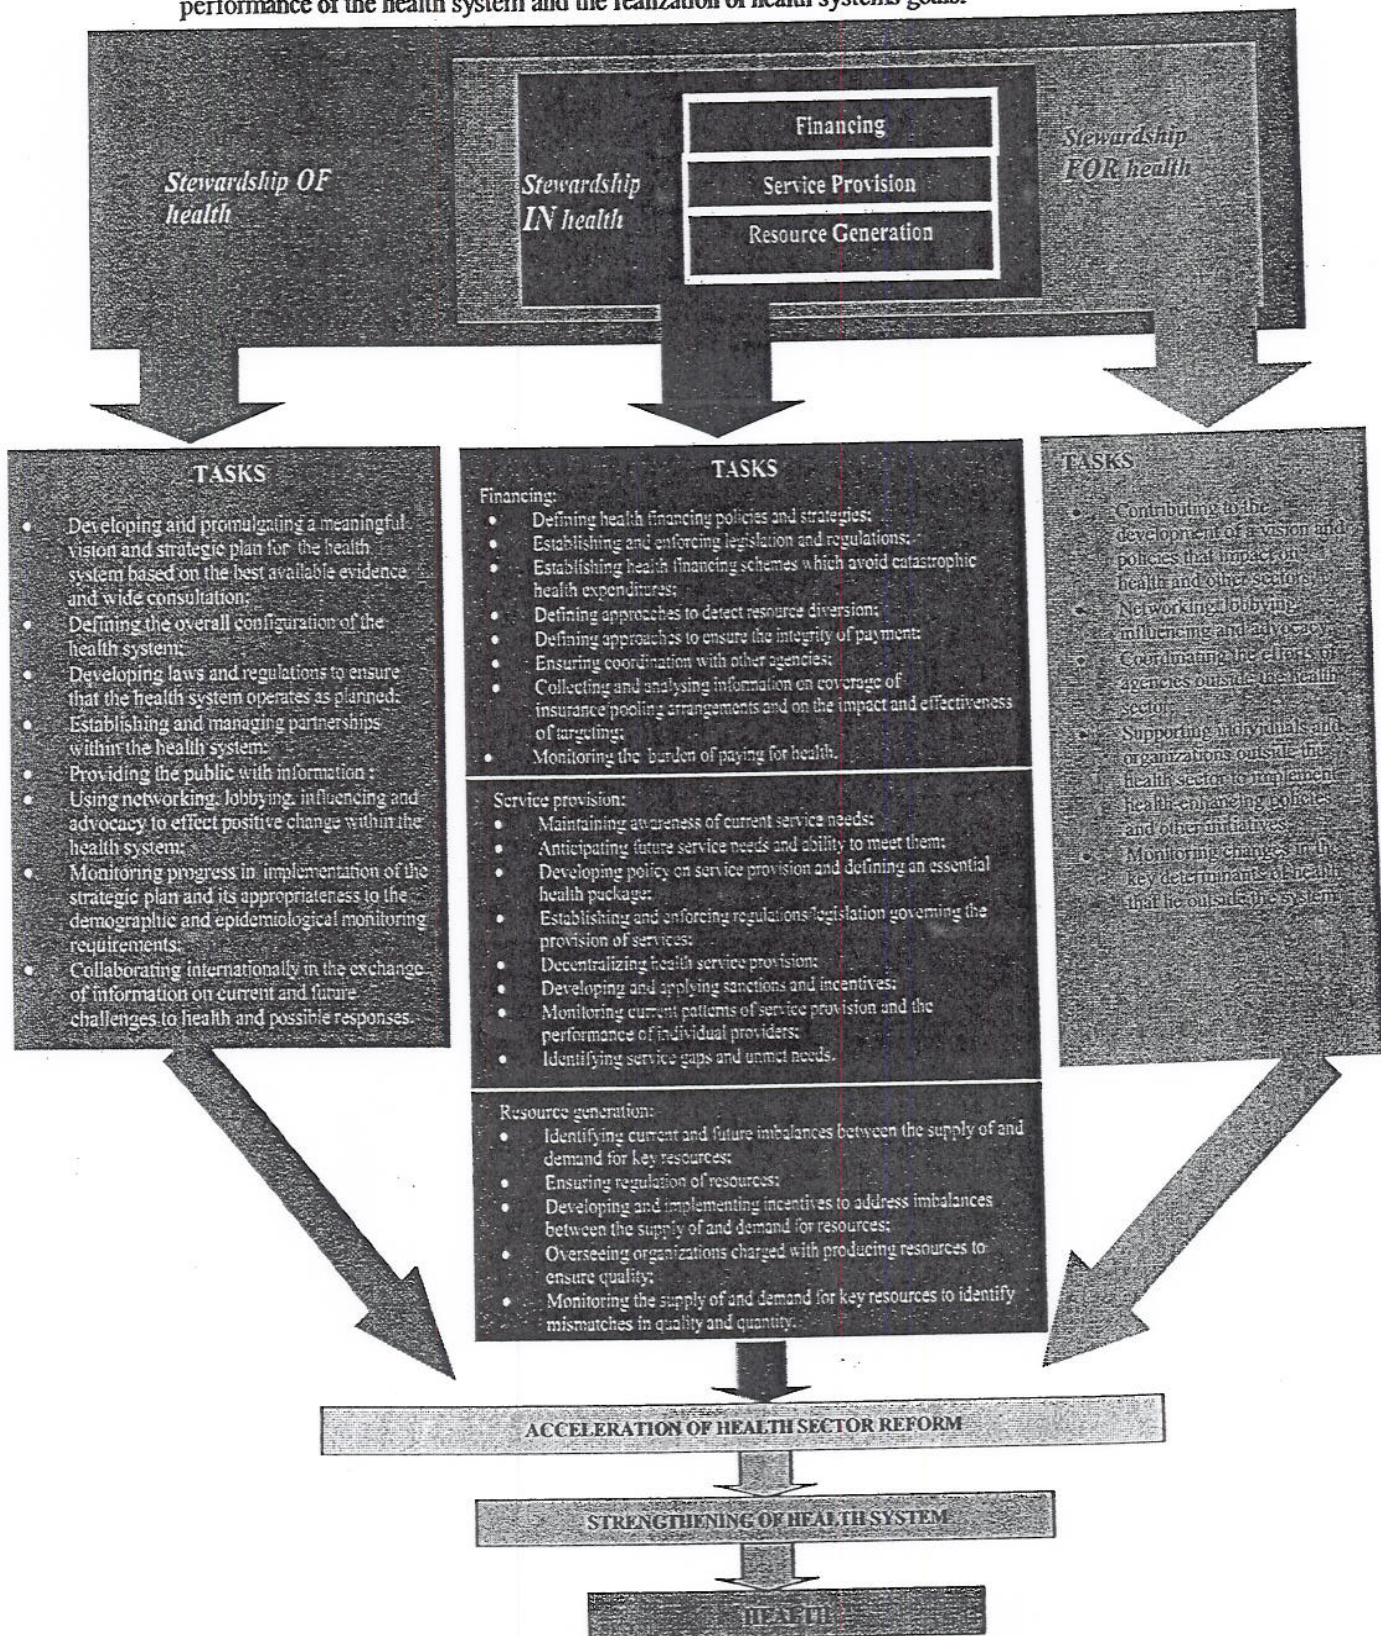 performance of the health system and the realization of health systems goals.
Stewardship OF
health
Stewardship
IN health
Financing
Service Provision
Resource Generation
Stewardship
FOR health
TASKS
• Developing and promulgating a meaningful
vision and strategic plan for the health
system based on the best available evidence
and wide consultation;
• Defining the overall configuration of the
health system;
• Developing laws and regulations to ensure
that the health system operates as planned;
• Establishing and managing partnerships
within the health system;
• Providing the public with information ;
• Using networking, lobbying, influencing and
advocacy to effect positive change within the
health system;
• Monitoring progress in implementation of the
strategic plan and its appropriateness to the
demographic and epidemiological monitoring
requirements;
• Collaborating internationally in the exchange
of information on current and future
challenges to health and possible responses.
TASKS
Financing:
• Defining health financing policies and strategies;
• Establishing and enforcing legislation and regulations;
• Establishing health financing schemes which avoid catastrophic
health expenditures;
• Defining approaches to detect resource diversion;
• Defining approaches to ensure the integrity of payment;
• Ensuring coordination with other agencies;
• Collecting and analysing information on coverage of
insurance/pooling arrangements and on the impact and effectiveness
of targeting;
• Monitoring the burden of paying for health.
Service provision:
• Maintaining awareness of current service needs;
• Anticipating future service needs and ability to meet them;
• Developing policy on service provision and defining an essential
health package;
• Establishing and enforcing regulations/legislation governing the
provision of services;
• Decentralizing health service provision;
• Developing and applying sanctions and incentives;
• Monitoring current patterns of service provision and the
performance of individual providers;
• Identifying service gaps and unmet needs.
Resource generation:
• Identifying current and future imbalances between the supply of and
demand for key resources;
• Ensuring regulation of resources;
• Developing and implementing incentives to address imbalances
between the supply of and demand for resources;
• Overseeing organizations charged with producing resources to
ensure quality;
• Monitoring the supply of and demand for key resources to identify
mismatches in quality and quantity.
TASKS
• Contributing to the
development of a vision and
policies that impact on
health and other sectors;
• Networking, lobbying,
influencing and advocacy;
• Coordinating the efforts of
agencies outside the health
sector;
• Supporting individuals and
organizations outside the
health sector to implement
health-enhancing policies
and other initiatives;
• Monitoring changes in the
key determinants of health
that lie outside the system
ACCELERATION OF HEALTH SECTOR REFORM
STRENGTHENING OF HEALTH SYSTEM
HEALTH